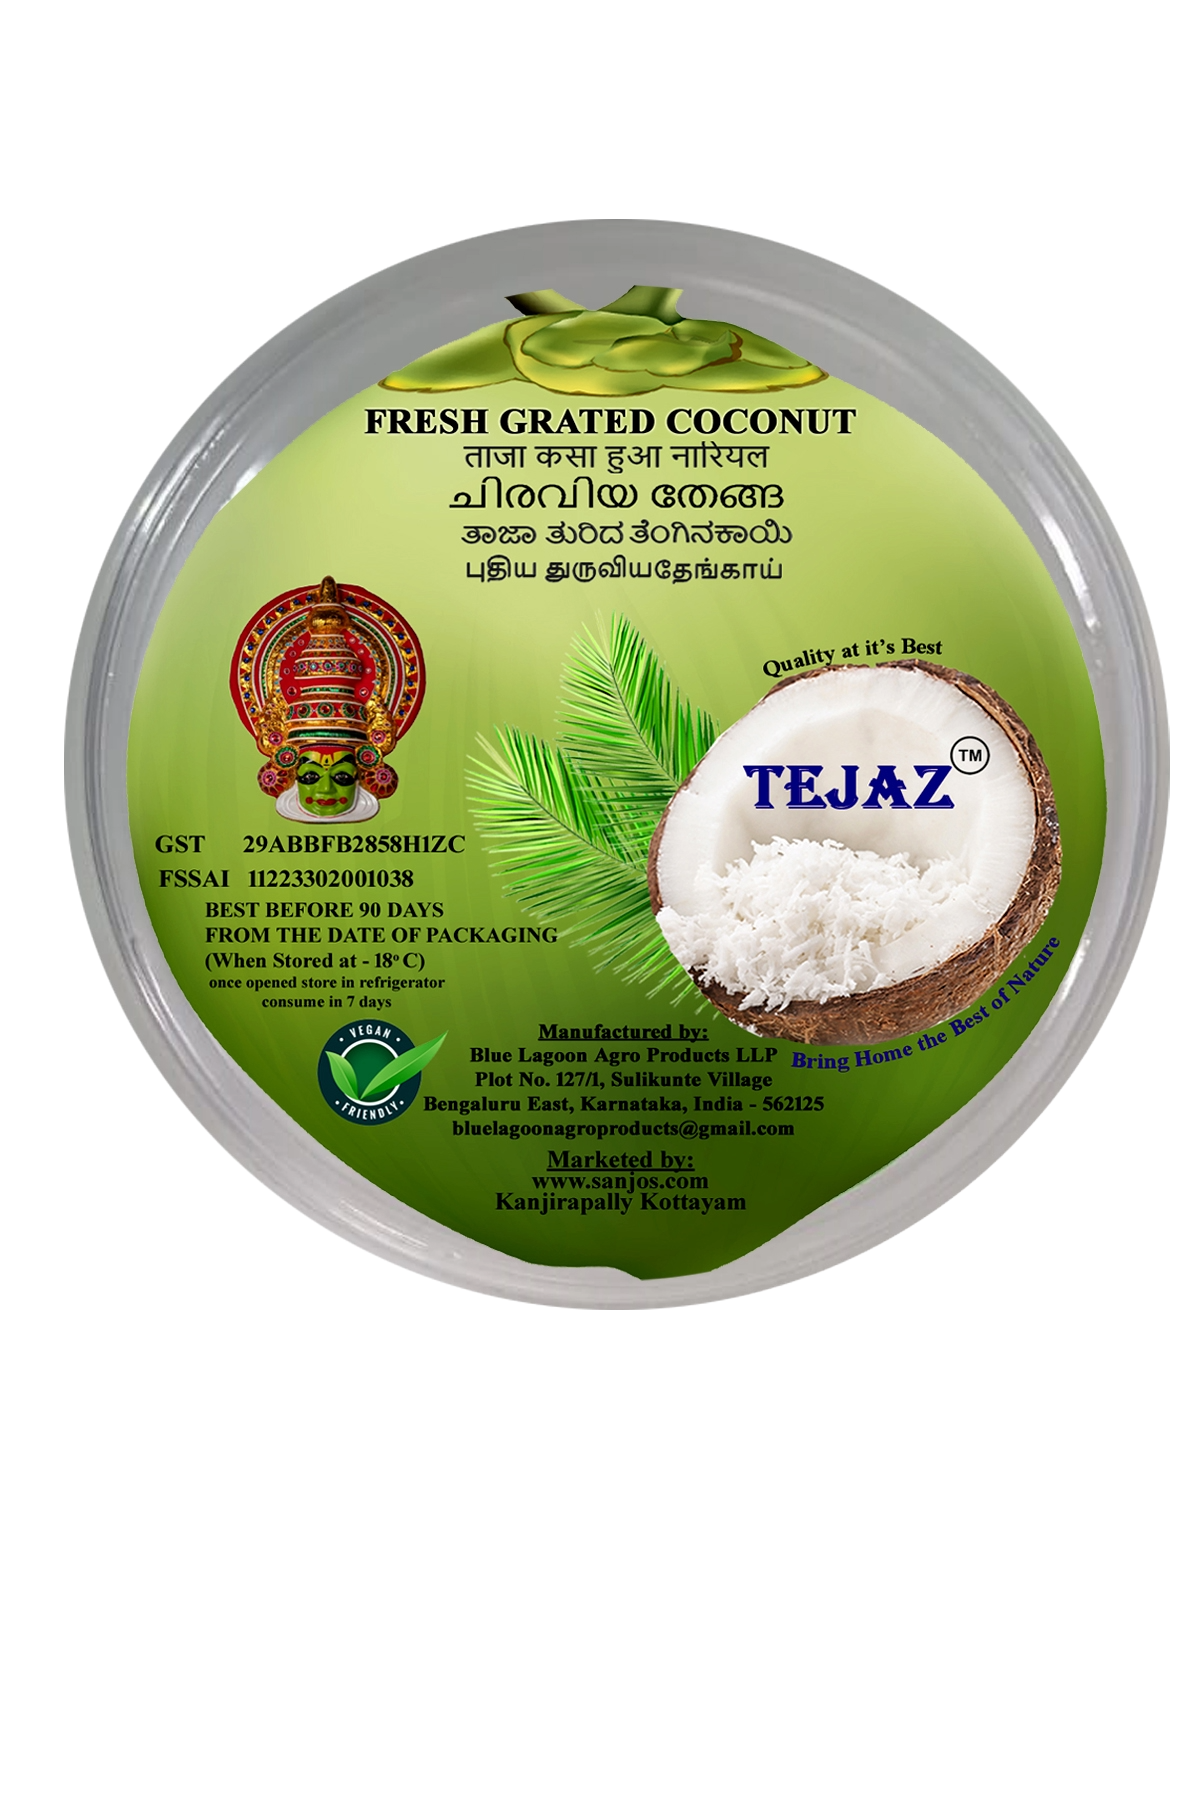 FRESH GRATED COCONUT
ताजा कसा हुआ नारियल
ചിരവിയ തേങ്ങ
ತಾಜಾ ತುರಿದ ತೆಂಗಿನಕಾಯಿ
புதிய துருவியதேங்காய்
Quality at it's Best
TEJAZ TM
GST 29ABBFB2858H1ZC
FSSAI 11223302001038
BEST BEFORE 90 DAYS
FROM THE DATE OF PACKAGING
(When Stored at - 18° C)
once opened store in refrigerator
consume in 7 days
VEGAN
FRIENDLY
Bring Home the Best of Nature
Manufactured by:
Blue Lagoon Agro Products LLP
Plot No. 127/1, Sulikunte Village
Bengaluru East, Karnataka, India - 562125
bluelagoonagroproducts@gmail.com
Marketed by:
www.sanjos.com
Kanjirapally Kottayam